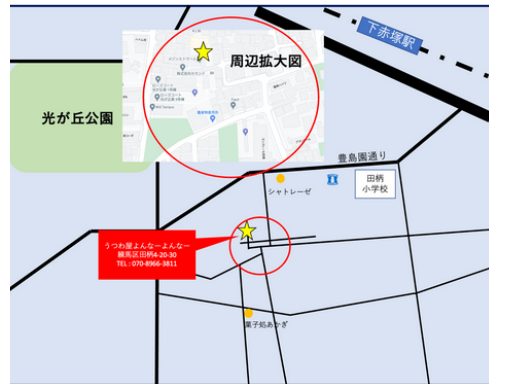 下赤塚駅
周辺拡大図
光が丘公園
豊島園通り
田柄
小学校
シャトレーゼ
うつわ屋よんなーよんなー
練馬区田柄4-20-30
TEL : 070-8966-3811
菓子処あかぎ